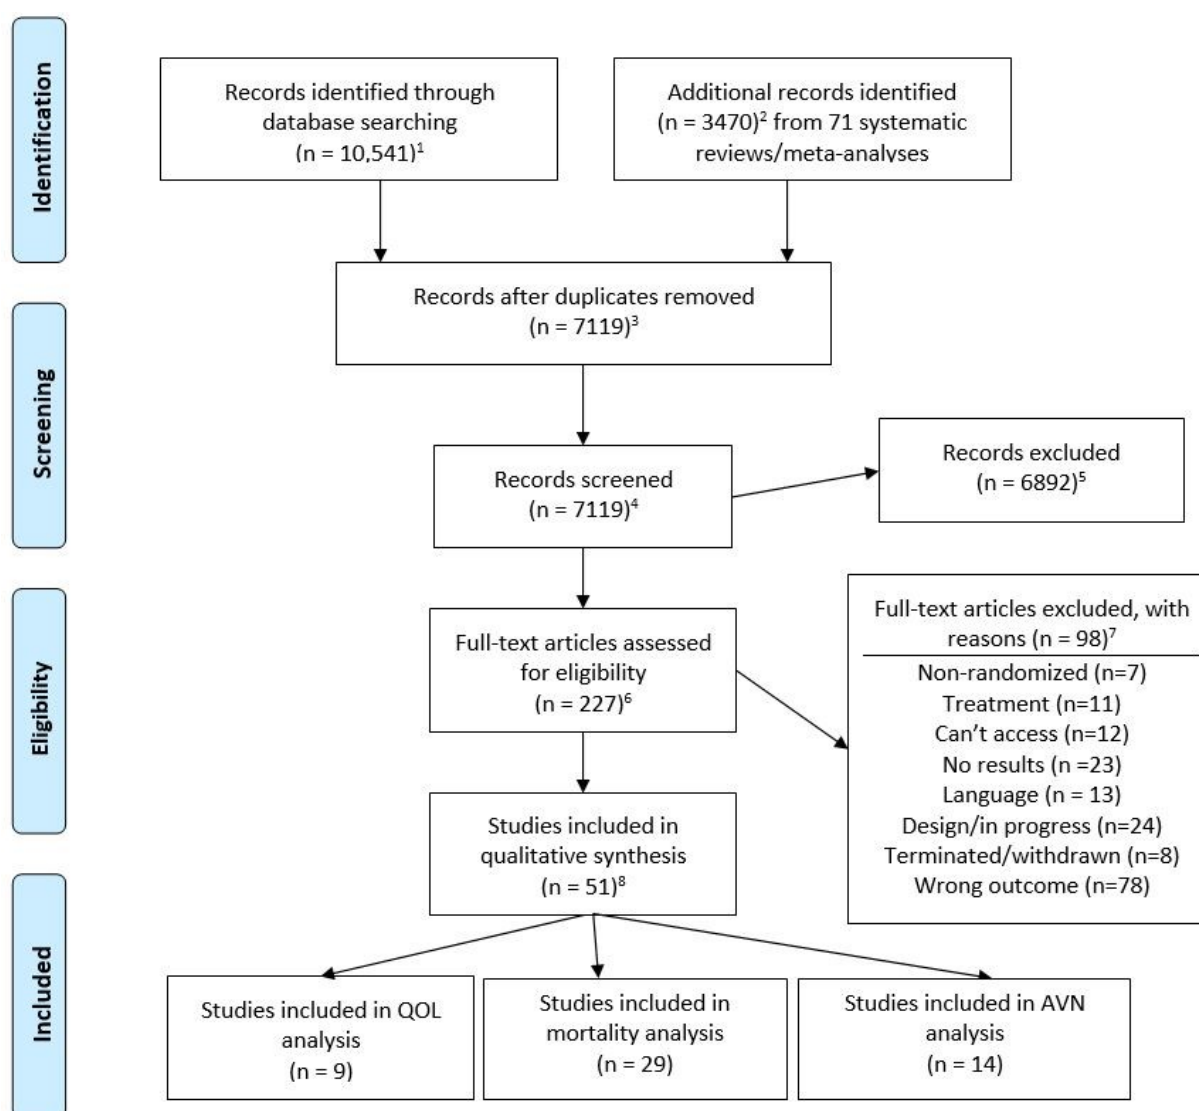 Identification
Records identified through
database searching
(n = 10,541)¹
Additional records identified
(n = 3470)² from 71 systematic
reviews/meta-analyses
Records after duplicates removed
(n = 7119)³
Screening
Records screened
(n = 7119)⁴
Records excluded
(n = 6892)⁵
Eligibility
Full-text articles assessed
for eligibility
(n = 227)⁶
Full-text articles excluded, with
reasons (n = 98)⁷
Non-randomized (n=7)
Treatment (n=11)
Can't access (n=12)
No results (n =23)
Language (n = 13)
Design/in progress (n=24)
Terminated/withdrawn (n=8)
Wrong outcome (n=78)
Studies included in
qualitative synthesis
(n = 51)⁸
Included
Studies included in QOL
analysis
(n = 9)
Studies included in
mortality analysis
(n = 29)
Studies included in AVN
analysis
(n = 14)